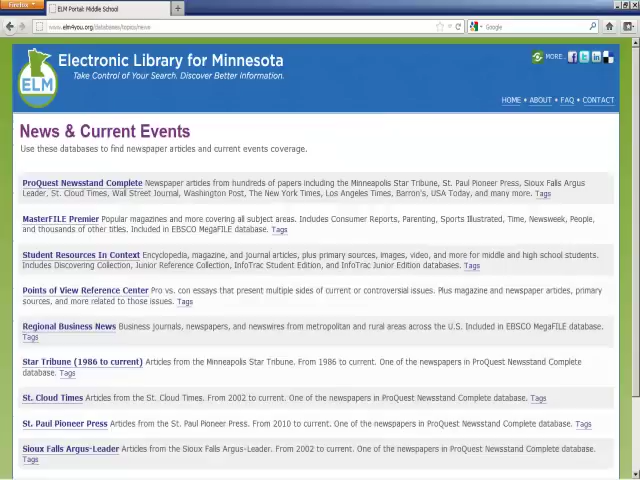 Firefox
ELM Portal: Middle School
+
www.elm4you.org/databases/topics/news
Google
ELM
Electronic Library for Minnesota
Take Control of Your Search. Discover Better Information.
MORE..
HOME • ABOUT • FAQ • CONTACT
News & Current Events
Use these databases to find newspaper articles and current events coverage.
ProQuest Newsstand Complete Newspaper articles from hundreds of papers including the Minneapolis Star Tribune, St. Paul Pioneer Press, Sioux Falls Argus
Leader, St. Cloud Times, Wall Street Journal, Washington Post, The New York Times, Los Angeles Times, Barron's, USA Today, and many more. Tags
MasterFILE Premier Popular magazines and more covering all subject areas. Includes Consumer Reports, Parenting, Sports Illustrated, Time, Newsweek, People,
and thousands of other titles. Included in EBSCO MegaFILE database. Tags
Student Resources In Context Encyclopedia, magazine, and journal articles, plus primary sources, images, video, and more for middle and high school students.
Includes Discovering Collection, Junior Reference Collection, InfoTrac Student Edition, and InfoTrac Junior Edition databases. Tags
Points of View Reference Center Pro vs. con essays that present multiple sides of current or controversial issues. Plus magazine and newspaper articles, primary
sources, and more related to those issues. Tags
Regional Business News Business journals, newspapers, and newswires from metropolitan and rural areas across the U.S. Included in EBSCO MegaFILE database.
Tags
Star Tribune (1986 to current) Articles from the Minneapolis Star Tribune. From 1986 to current. One of the newspapers in ProQuest Newsstand Complete
database. Tags
St. Cloud Times Articles from the St. Cloud Times. From 2002 to current. One of the newspapers in ProQuest Newsstand Complete database. Tags
St. Paul Pioneer Press Articles from the St. Paul Pioneer Press. From 2010 to current. One of the newspapers in ProQuest Newsstand Complete database. Tags
Sioux Falls Argus-Leader Articles from the Sioux Falls Argus-Leader. From 2002 to current. One of the newspapers in ProQuest Newsstand Complete database.
Tags